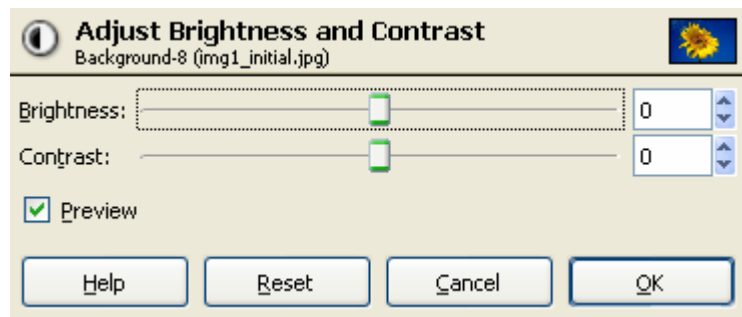 Adjust Brightness and Contrast
Background-8 (img1_initial.jpg)
Brightness: 0
Contrast: 0
Preview
Help Reset Cancel OK